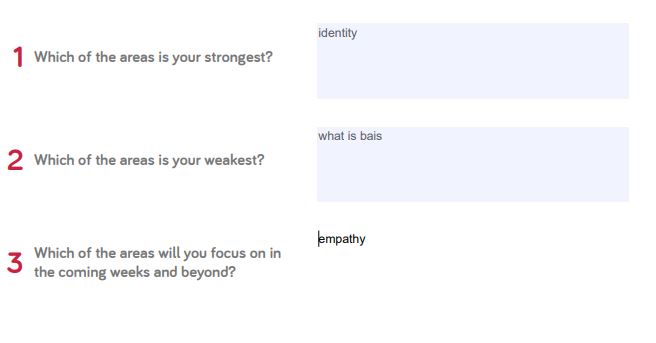 1 Which of the areas is your strongest?
identity
2 Which of the areas is your weakest?
what is bais
3 Which of the areas will you focus on in
the coming weeks and beyond?
empathy